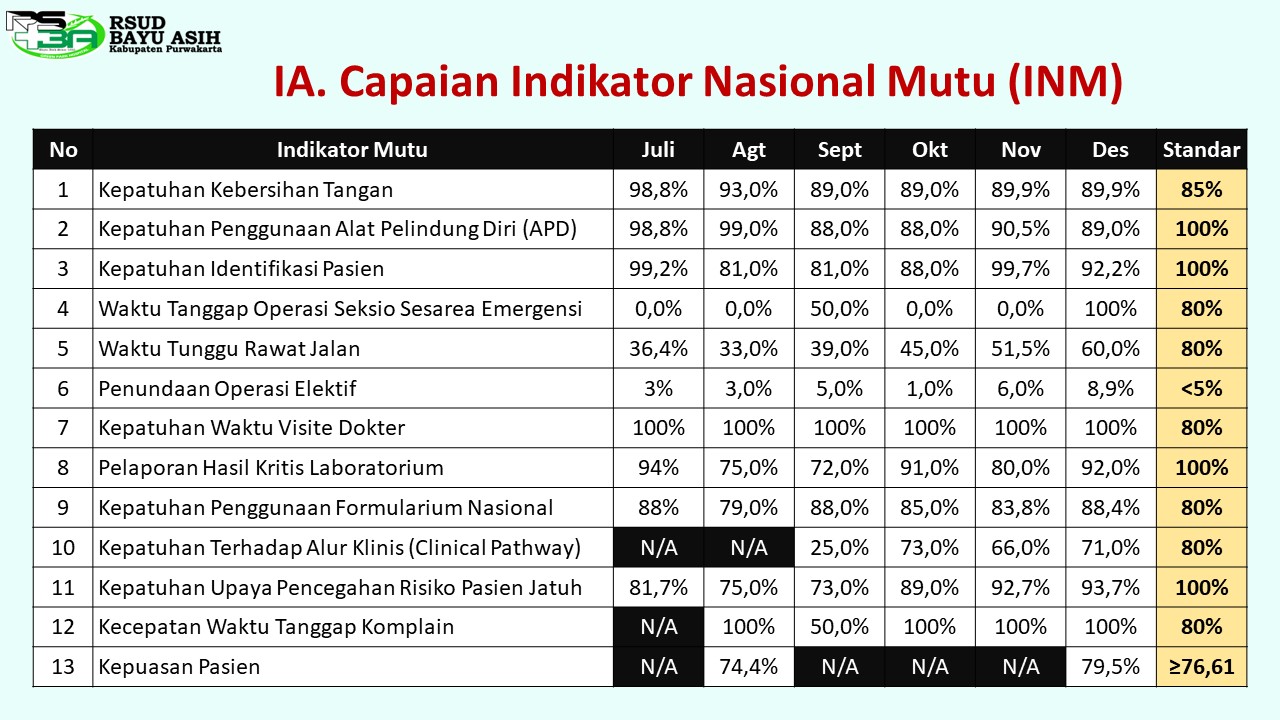 RSUD
BAYU ASIH
Kabupaten Purwakarta
IA. Capaian Indikator Nasional Mutu (INM)
No Indikator Mutu Juli Agt Sept Okt Nov Des Standar
1 Kepatuhan Kebersihan Tangan 98,8% 93,0% 89,0% 89,0% 89,9% 89,9% 85%
2 Kepatuhan Penggunaan Alat Pelindung Diri (APD) 98,8% 99,0% 88,0% 88,0% 90,5% 89,0% 100%
3 Kepatuhan Identifikasi Pasien 99,2% 81,0% 81,0% 88,0% 99,7% 92,2% 100%
4 Waktu Tanggap Operasi Seksio Sesarea Emergensi 0,0% 0,0% 50,0% 0,0% 0,0% 100% 80%
5 Waktu Tunggu Rawat Jalan 36,4% 33,0% 39,0% 45,0% 51,5% 60,0% 80%
6 Penundaan Operasi Elektif 3% 3,0% 5,0% 1,0% 6,0% 8,9% <5%
7 Kepatuhan Waktu Visite Dokter 100% 100% 100% 100% 100% 100% 80%
8 Pelaporan Hasil Kritis Laboratorium 94% 75,0% 72,0% 91,0% 80,0% 92,0% 100%
9 Kepatuhan Penggunaan Formularium Nasional 88% 79,0% 88,0% 85,0% 83,8% 88,4% 80%
10 Kepatuhan Terhadap Alur Klinis (Clinical Pathway) N/A N/A 25,0% 73,0% 66,0% 71,0% 80%
11 Kepatuhan Upaya Pencegahan Risiko Pasien Jatuh 81,7% 75,0% 73,0% 89,0% 92,7% 93,7% 100%
12 Kecepatan Waktu Tanggap Komplain N/A 100% 50,0% 100% 100% 100% 80%
13 Kepuasan Pasien N/A 74,4% N/A N/A N/A 79,5% ≥76,61